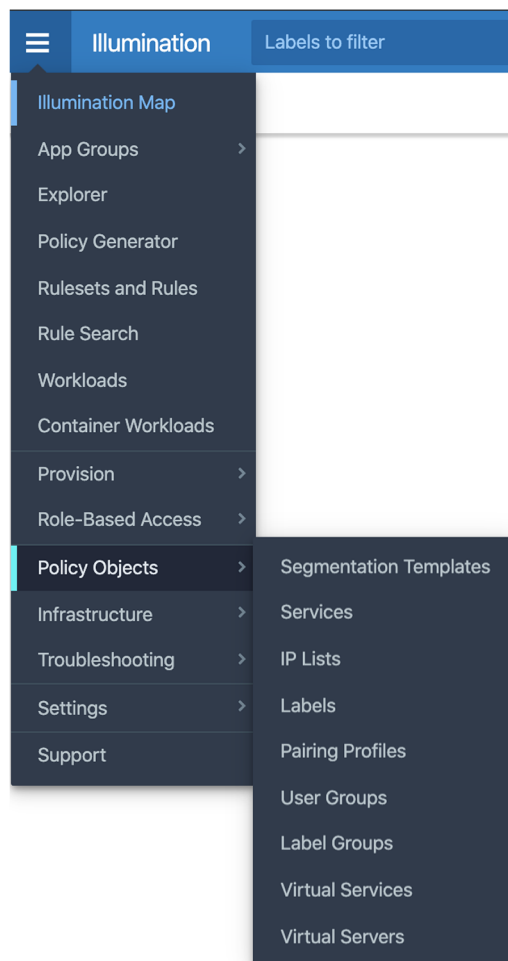 Illumination
Labels to filter
Illumination Map
App Groups
Explorer
Policy Generator
Rulesets and Rules
Rule Search
Workloads
Container Workloads
Provision
Role-Based Access
Policy Objects
Infrastructure
Troubleshooting
Settings
Support
Segmentation Templates
Services
IP Lists
Labels
Pairing Profiles
User Groups
Label Groups
Virtual Services
Virtual Servers